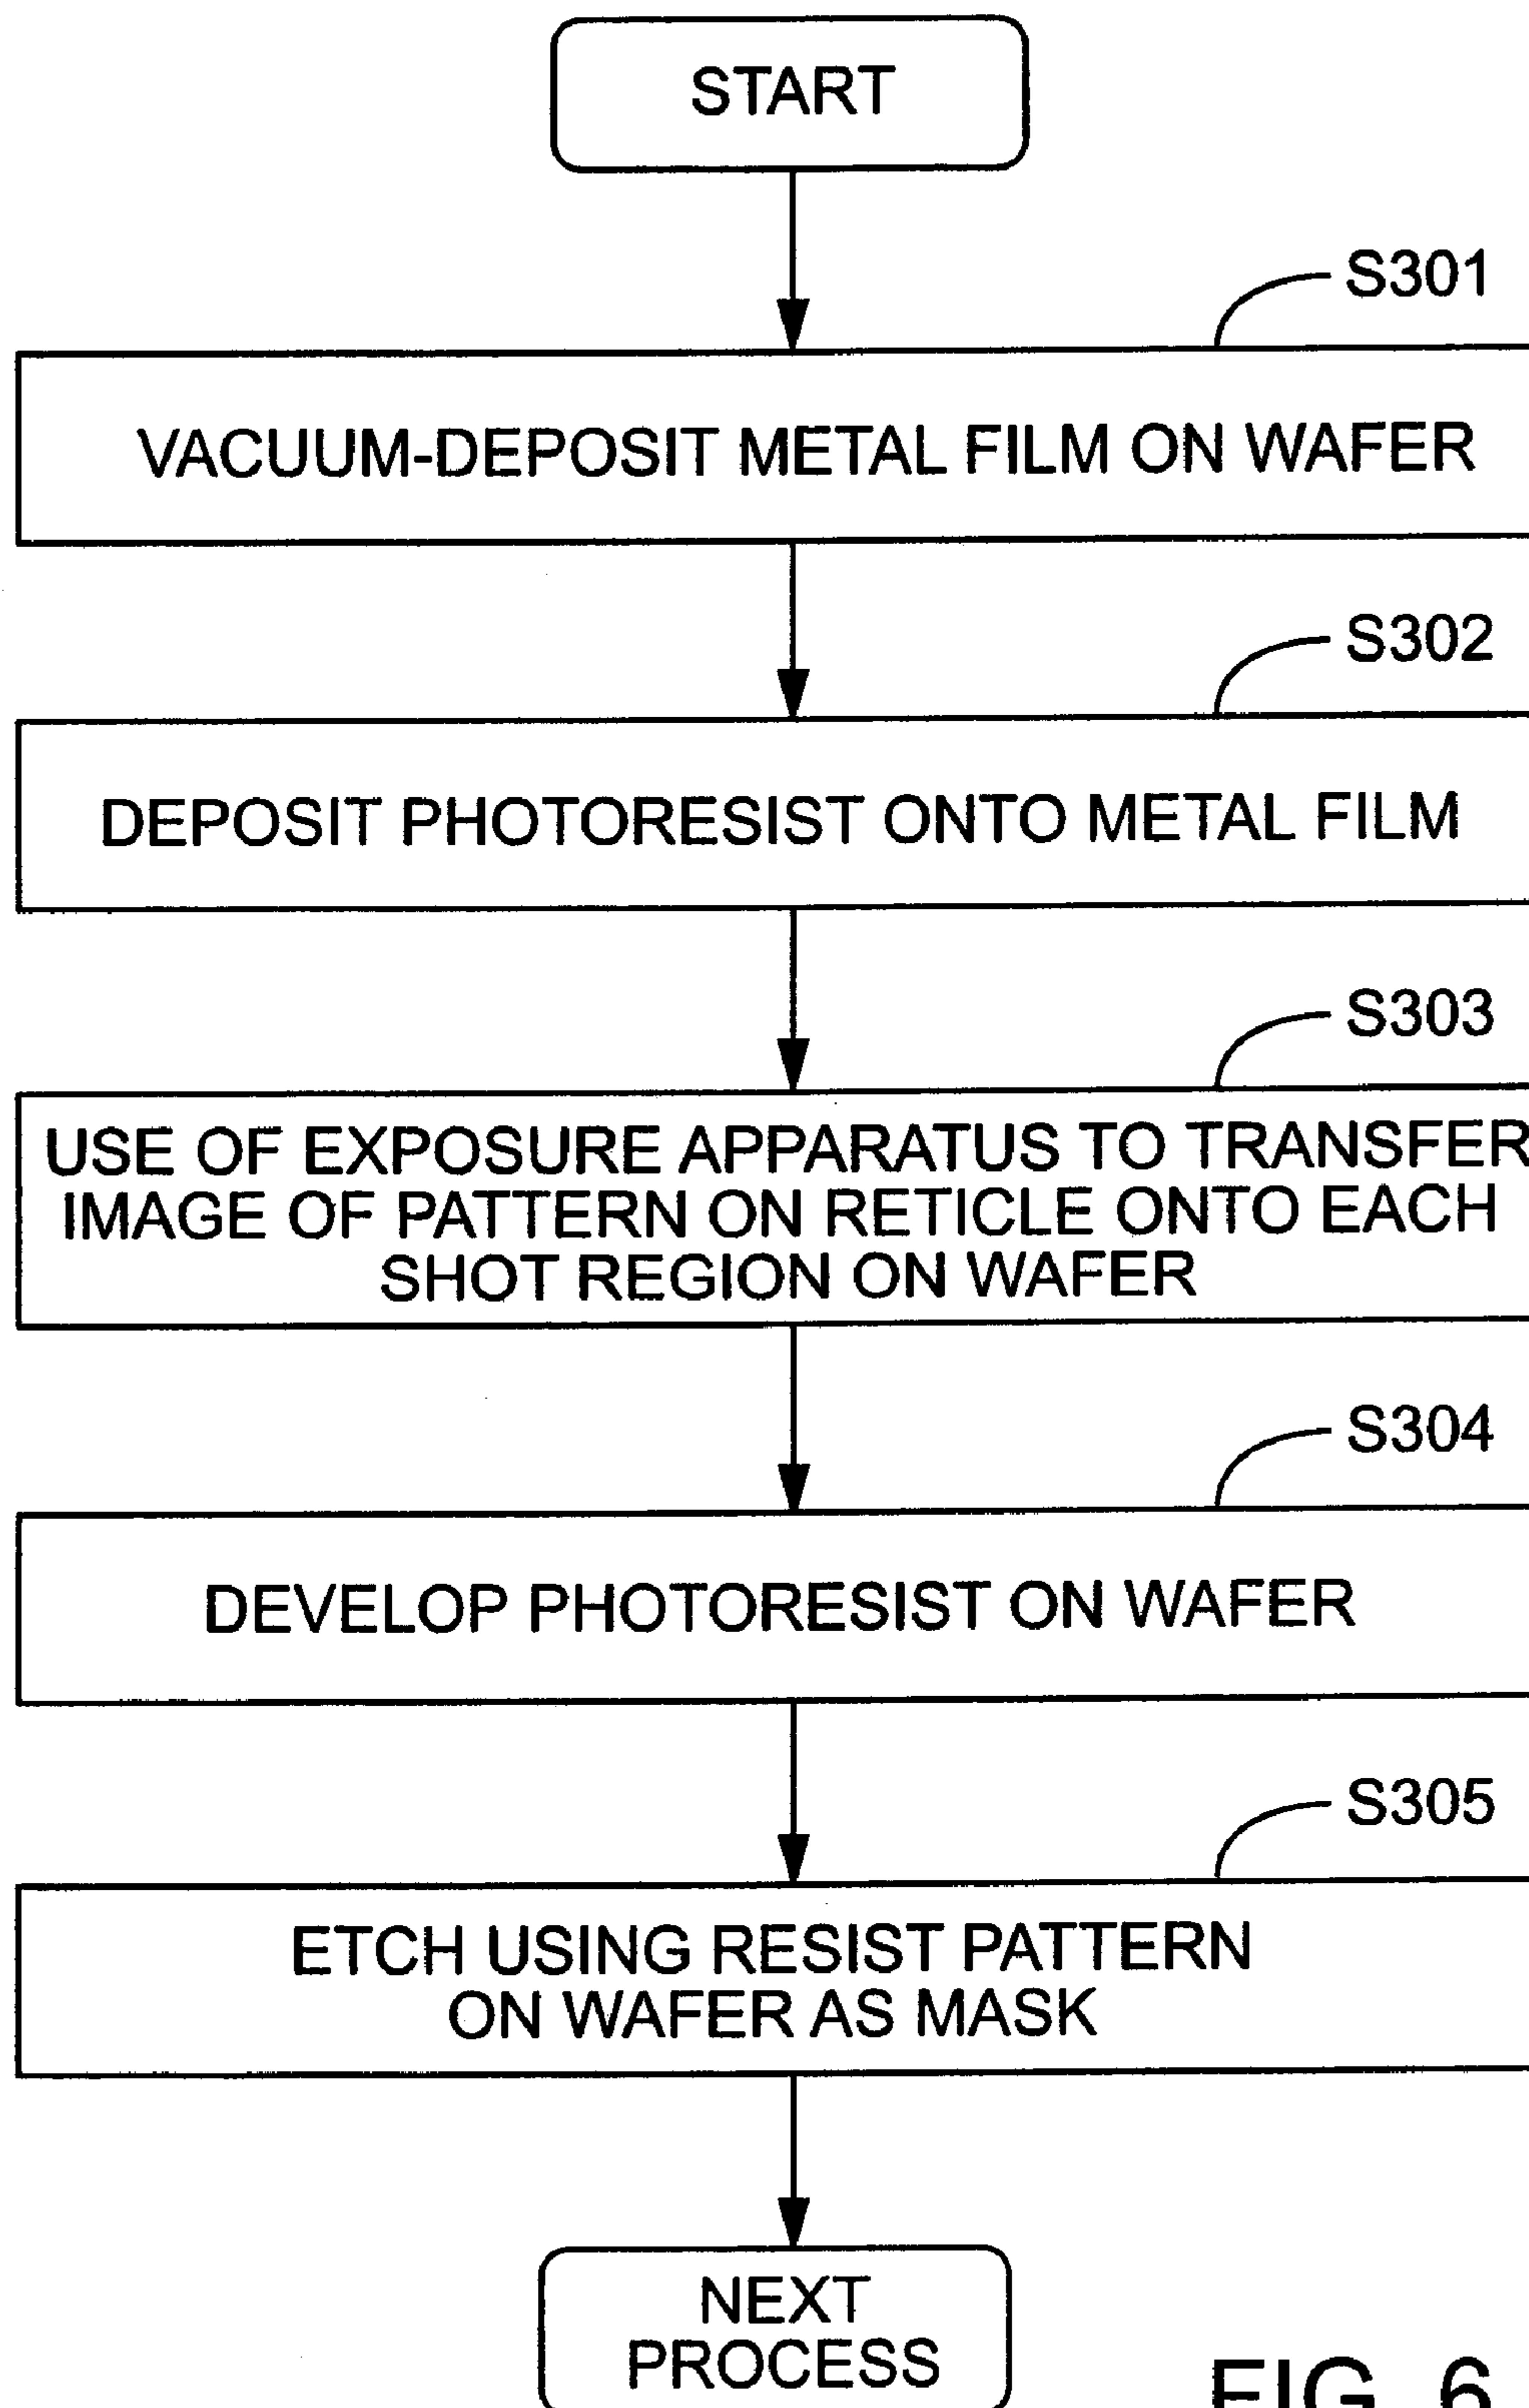 START
S301
VACUUM-DEPOSIT METAL FILM ON WAFER
S302
DEPOSIT PHOTORESIST ONTO METAL FILM
S303
USE OF EXPOSURE APPARATUS TO TRANSFER
IMAGE OF PATTERN ON RETICLE ONTO EACH
SHOT REGION ON WAFER
S304
DEVELOP PHOTORESIST ON WAFER
S305
ETCH USING RESIST PATTERN
ON WAFER AS MASK
NEXT
PROCESS
FIG. 6